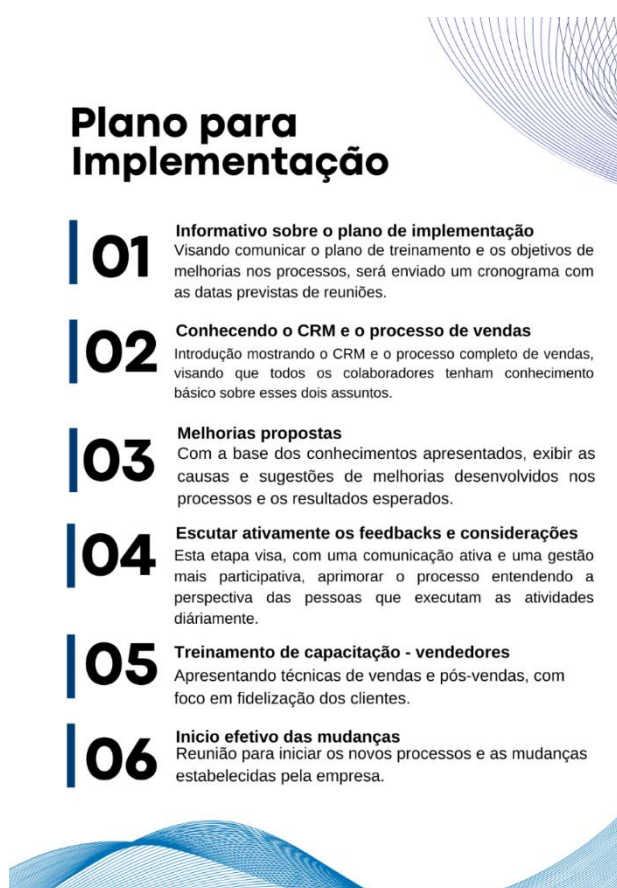 Plano para
Implementação
01
Informativo sobre o plano de implementação
Visando comunicar o plano de treinamento e os objetivos de
melhorias nos processos, será enviado um cronograma com
as datas previstas de reuniões.
02
Conhecendo o CRM e o processo de vendas
Introdução mostrando o CRM e o processo completo de vendas,
visando que todos os colaboradores tenham conhecimento
básico sobre esses dois assuntos.
03
Melhorias propostas
Com a base dos conhecimentos apresentados, exibir as
causas e sugestões de melhorias desenvolvidos nos
processos e os resultados esperados.
04
Escutar ativamente os feedbacks e considerações
Esta etapa visa, com uma comunicação ativa e uma gestão
mais participativa, aprimorar o processo entendendo a
perspectiva das pessoas que executam as atividades
diáriamente.
05
Treinamento de capacitação - vendedores
Apresentando técnicas de vendas e pós-vendas, com
foco em fidelização dos clientes.
06
Inicio efetivo das mudanças
Reunião para iniciar os novos processos e as mudanças
estabelecidas pela empresa.